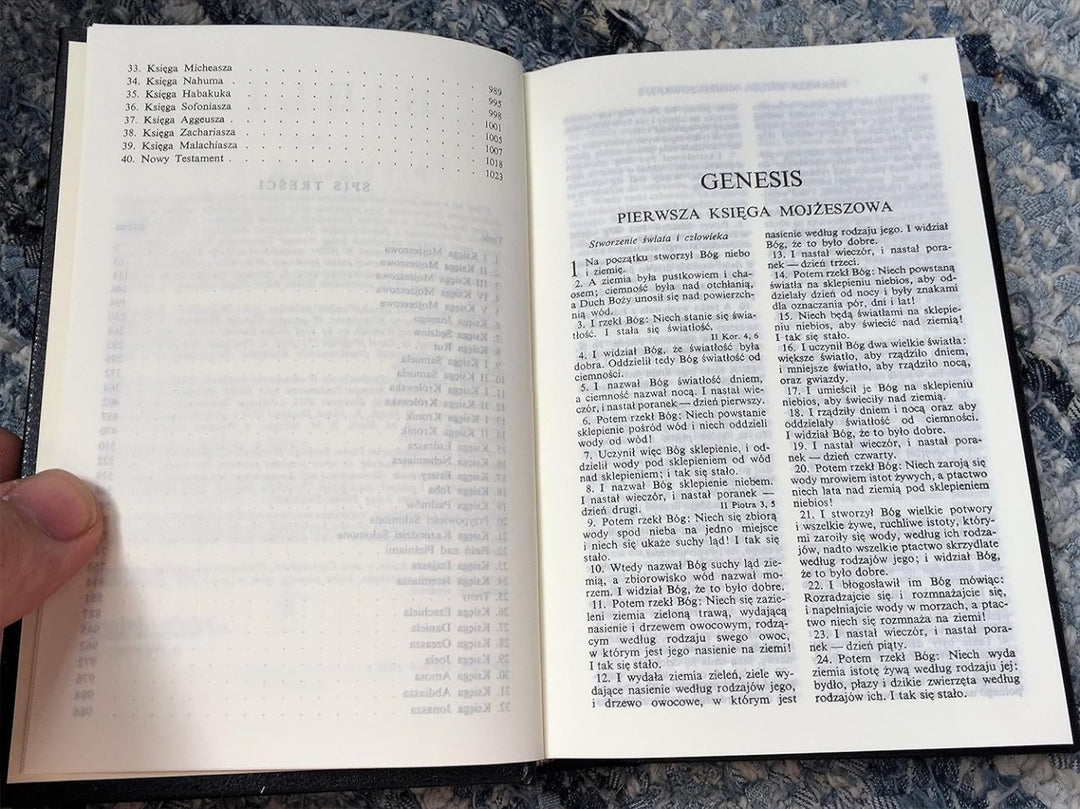 33. Księga Micheasza . . . . . . . . . . . . . . . . 989
34. Księga Nahuma . . . . . . . . . . . . . . . . 995
35. Księga Habakuka . . . . . . . . . . . . . . . . 998
36. Księga Sofoniasza . . . . . . . . . . . . . . . . 1001
37. Księga Aggeusza . . . . . . . . . . . . . . . . 1005
38. Księga Zachariasza . . . . . . . . . . . . . . . . 1007
39. Księga Malachiasza . . . . . . . . . . . . . . . . 1018
40. Nowy Testament . . . . . . . . . . . . . . . . 1023
GENESIS
PIERWSZA KSIĘGA MOJŻESZOWA
Stworzenie świata i człowieka
1 Na początku stworzył Bóg niebo
i ziemię.
2. A ziemia była pustkowiem i cha-
osem; ciemność była nad otchłanią,
a Duch Boży unosił się nad powierzch-
nią wód.
3. I rzekł Bóg: Niech stanie się świa-
tłość. I stała się światłość.
II Kor. 4, 6
4. I widział Bóg, że światłość była
dobra. Oddzielił tedy Bóg światłość od
ciemności.
5. I nazwał Bóg światłość dniem,
a ciemność nazwał nocą. I nastał wie-
czór, i nastał poranek — dzień pierwszy.
6. Potem rzekł Bóg: Niech powstanie
sklepienie pośród wód i niech oddzieli
wody od wód!
7. Uczynił więc Bóg sklepienie, i od-
dzielił wody pod sklepieniem od wód
nad sklepieniem; i tak się stało.
8. I nazwał Bóg sklepienie niebem.
I nastał wieczór, i nastał poranek —
dzień drugi.
II Piotra 3, 5
9. Potem rzekł Bóg: Niech się zbiorą
wody spod nieba na jedno miejsce
i niech się ukaże suchy ląd! I tak się
stało.
10. Wtedy nazwał Bóg suchy ląd zie-
mią, a zbiorowisko wód nazwał mo-
rzem. I widział Bóg, że to było dobre.
11. Potem rzekł Bóg: Niech się zazie-
leni ziemia zieloną trawą, wydającą
nasienie i drzewem owocowym, rodzą-
cym według rodzaju swego owoc,
w którym jest jego nasienie na ziemi!
I tak się stało.
12. I wydała ziemia zieleń, ziele wy-
dające nasienie według rodzajów jego,
i drzewo owocowe, w którym jest
nasienie według rodzaju jego. I widział
Bóg, że to było dobre.
13. I nastał wieczór, i nastał pora-
nek — dzień trzeci.
14. Potem rzekł Bóg: Niech powstaną
światła na sklepieniu niebios, aby od-
dzielały dzień od nocy i były znakami
dla oznaczania pór, dni i lat!
15. Niech będą światłami na sklepie-
niu niebios, aby świecić nad ziemią!
I tak się stało.
16. I uczynił Bóg dwa wielkie światła:
większe światło, aby rządziło dniem,
i mniejsze światło, aby rządziło nocą,
oraz gwiazdy.
17. I umieścił je Bóg na sklepieniu
niebios, aby świeciły nad ziemią.
18. I rządziły dniem i nocą oraz aby
oddzielały światłość od ciemności.
I widział Bóg, że to było dobre.
19. I nastał wieczór, i nastał pora-
nek — dzień czwarty.
20. Potem rzekł Bóg: Niech zaroją się
wody mrowiem istot żywych, a ptactwo
niech lata nad ziemią pod sklepieniem
niebios!
21. I stworzył Bóg wielkie potwory
i wszelkie żywe, ruchliwe istoty, który-
mi zaroiły się wody, według ich rodza-
jów, nadto wszelkie ptactwo skrzydlate
według rodzajów jego; i widział Bóg,
że to było dobre.
22. I błogosławił im Bóg mówiąc:
Rozradzajcie się i rozmnażajcie się,
i napełniajcie wody w morzach, a ptac-
two niech się rozmnaża na ziemi!
23. I nastał wieczór, i nastał pora-
nek — dzień piąty.
24. Potem rzekł Bóg: Niech wyda
ziemia istotę żywą według rodzaju jej:
bydło, płazy i dzikie zwierzęta według
rodzajów ich. I tak się stało.